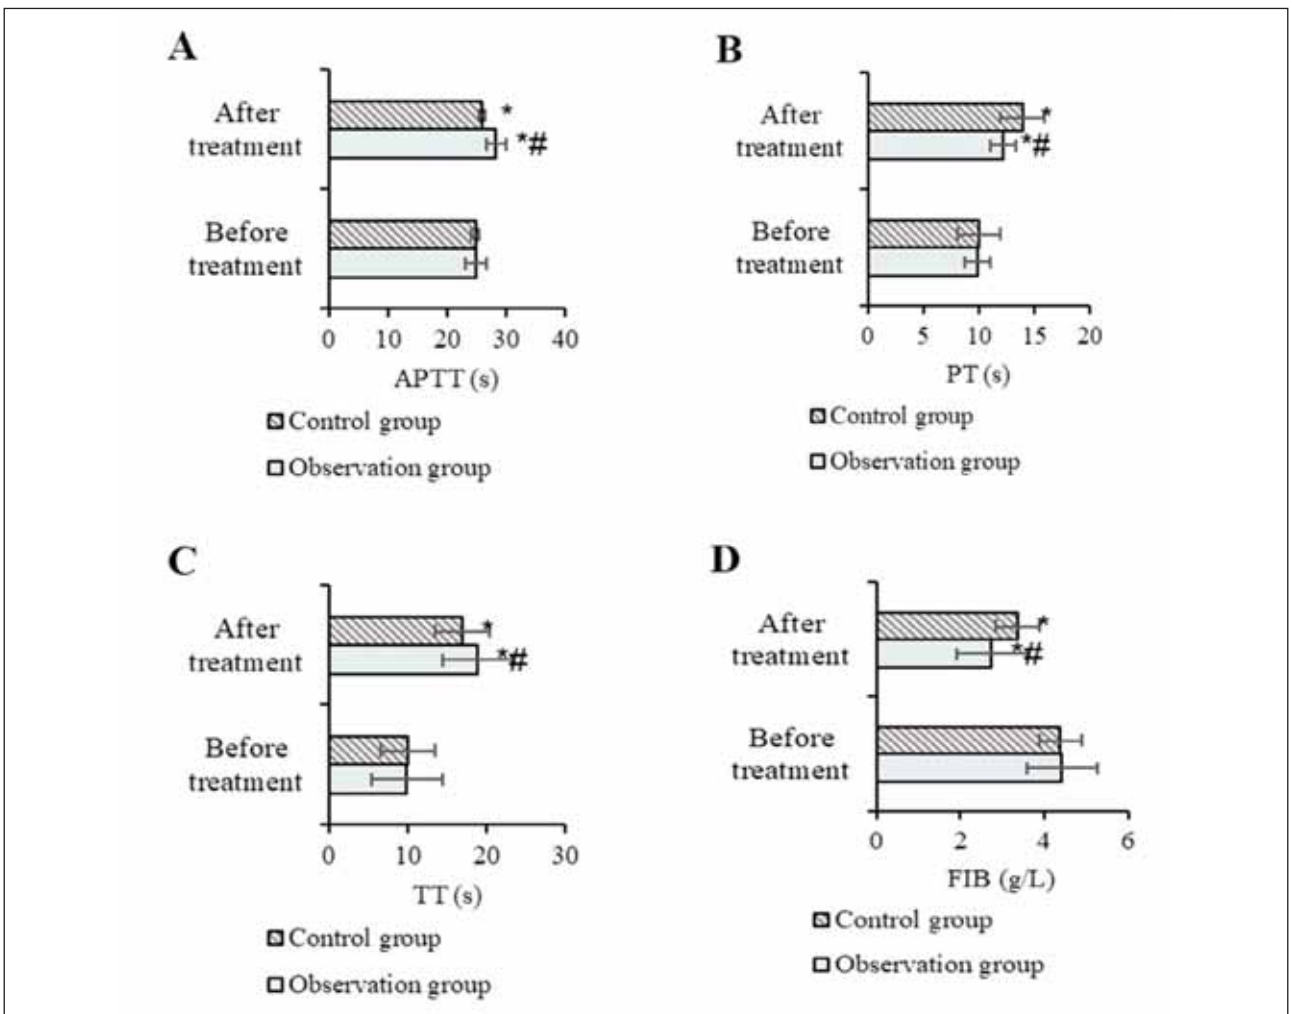 A
After
treatment
*
*#
Before
treatment
0 10 20 30 40
APTT (s)
Control group
Observation group
B
After
treatment
*
*#
Before
treatment
0 5 10 15 20
PT (s)
Control group
Observation group
C
After
treatment
*
*#
Before
treatment
0 10 20 30
TT (s)
Control group
Observation group
D
After
treatment
*
*#
Before
treatment
0 2 4 6
FIB (g/L)
Control group
Observation group